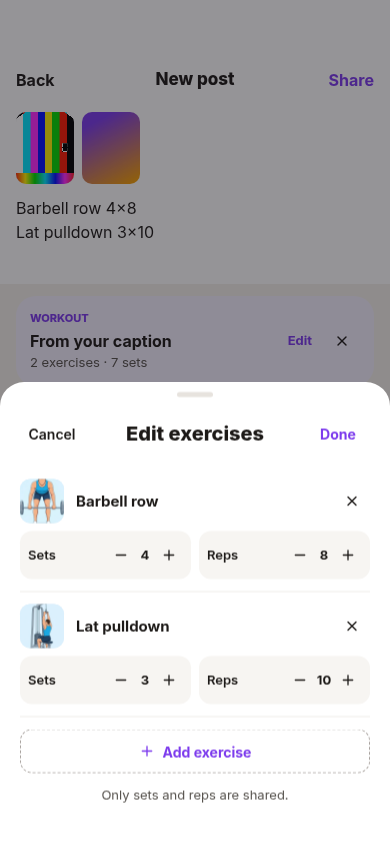 Back New post Share
Barbell row 4×8
Lat pulldown 3×10
WORKOUT
From your caption Edit ×
2 exercises · 7 sets
Cancel Edit exercises Done
Barbell row ×
Sets − 4 + Reps − 8 +
Lat pulldown ×
Sets − 3 + Reps − 10 +
+ Add exercise
Only sets and reps are shared.